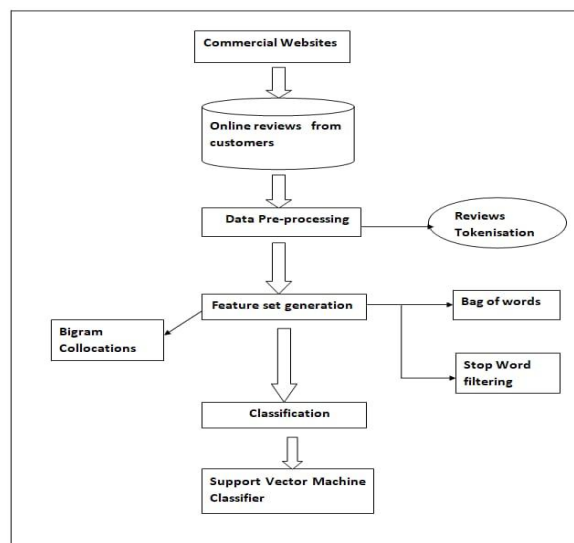 Commercial Websites
Online reviews from
customers
Data Pre-processing
Reviews
Tokenisation
Feature set generation
Bag of words
Bigram
Collocations
Stop Word
filtering
Classification
Support Vector Machine
Classifier